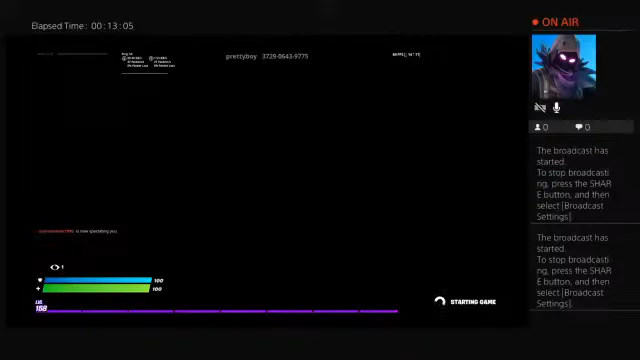 Elapsed Time: 00:13:05
ON AIR
prettyboy 3729-0643-9775
0 0
The broadcast has
started.
To stop broadcasti
ng, press the SHAR
E button, and then
select [Broadcast
Settings].
The broadcast has
started.
To stop broadcasti
ng, press the SHAR
E button, and then
select [Broadcast
Settings].
is now spectating you
1
100
100
LVL
158
STARTING GAME